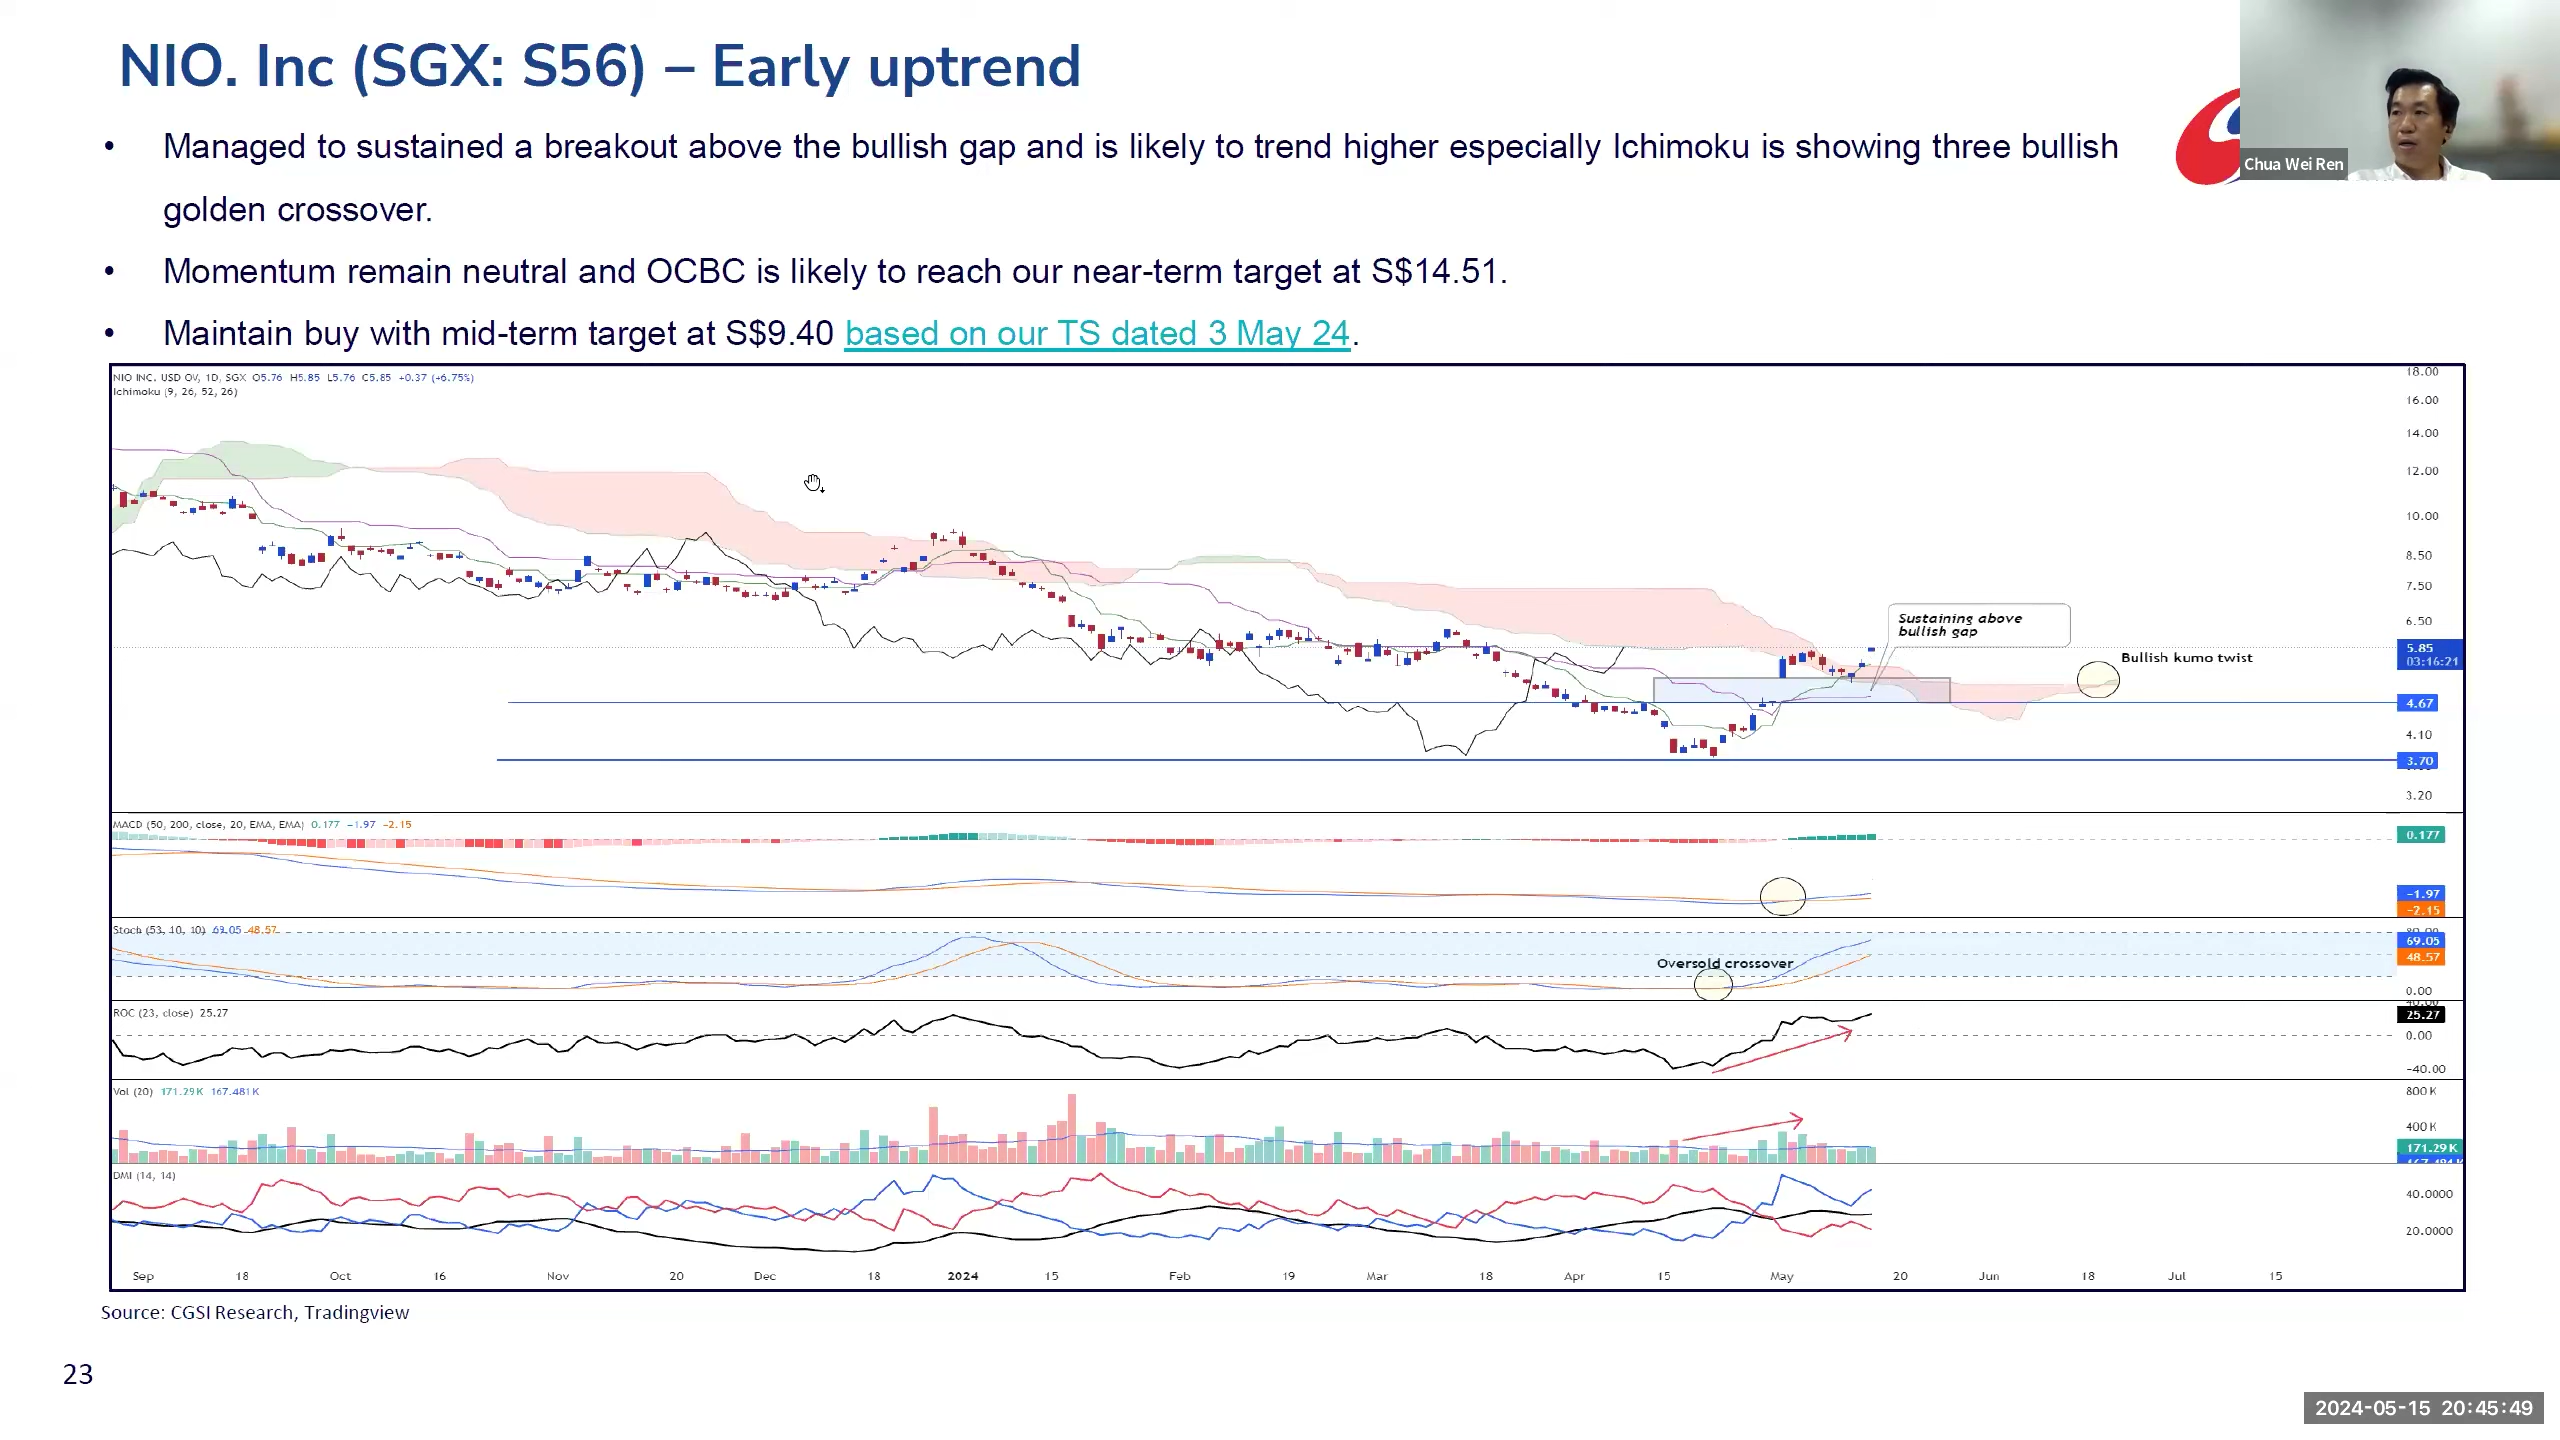 NIO. Inc (SGX: S56) – Early uptrend
Chua Wei Ren
• Managed to sustained a breakout above the bullish gap and is likely to trend higher especially Ichimoku is showing three bullish
golden crossover.
• Momentum remain neutral and OCBC is likely to reach our near-term target at S$14.51.
• Maintain buy with mid-term target at S$9.40 based on our TS dated 3 May 24.
NIO INC. USD OV, 1D, SGX O5.76 H5.85 L5.76 C5.85 +0.37 (+6.75%)
Ichimoku (9, 26, 52, 26)
18.00
16.00
14.00
12.00
10.00
8.50
7.50
6.50
Sustaining above
bullish gap
5.85
03:16:21
Bullish kumo twist
4.67
4.10
3.70
3.20
MACD (50, 200, close, 20, EMA, EMA) 0.177 −1.97 −2.15
0.177
−1.97
−2.15
Stoch (53, 10, 10) 69.05 48.57
69.05
48.57
Oversold crossover
0.00
ROC (23, close) 25.27
25.27
0.00
−40.00
Vol (20) 171.29K 167.481K
800K
400K
171.29K
DMI (14, 14)
40.0000
20.0000
Sep 18 Oct 16 Nov 20 Dec 18 2024 15 Feb 19 Mar 18 Apr 15 May 20 Jun 18 Jul 15
Source: CGSI Research, Tradingview
23
2024-05-15 20:45:49